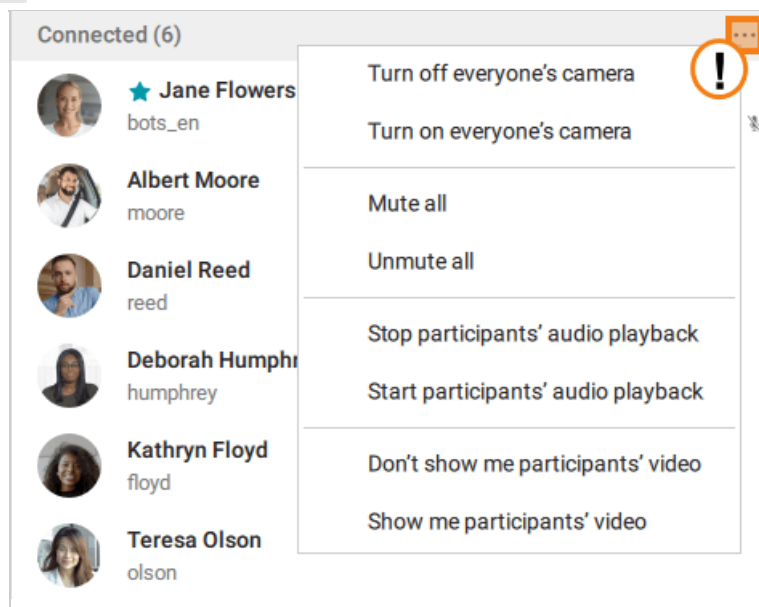 Connected (6)
...
Jane Flowers
bots_en
Albert Moore
moore
Daniel Reed
reed
Deborah Humphr
humphrey
Kathryn Floyd
floyd
Teresa Olson
olson
Turn off everyone’s camera
!
Turn on everyone’s camera
Mute all
Unmute all
Stop participants’ audio playback
Start participants’ audio playback
Don’t show me participants’ video
Show me participants’ video